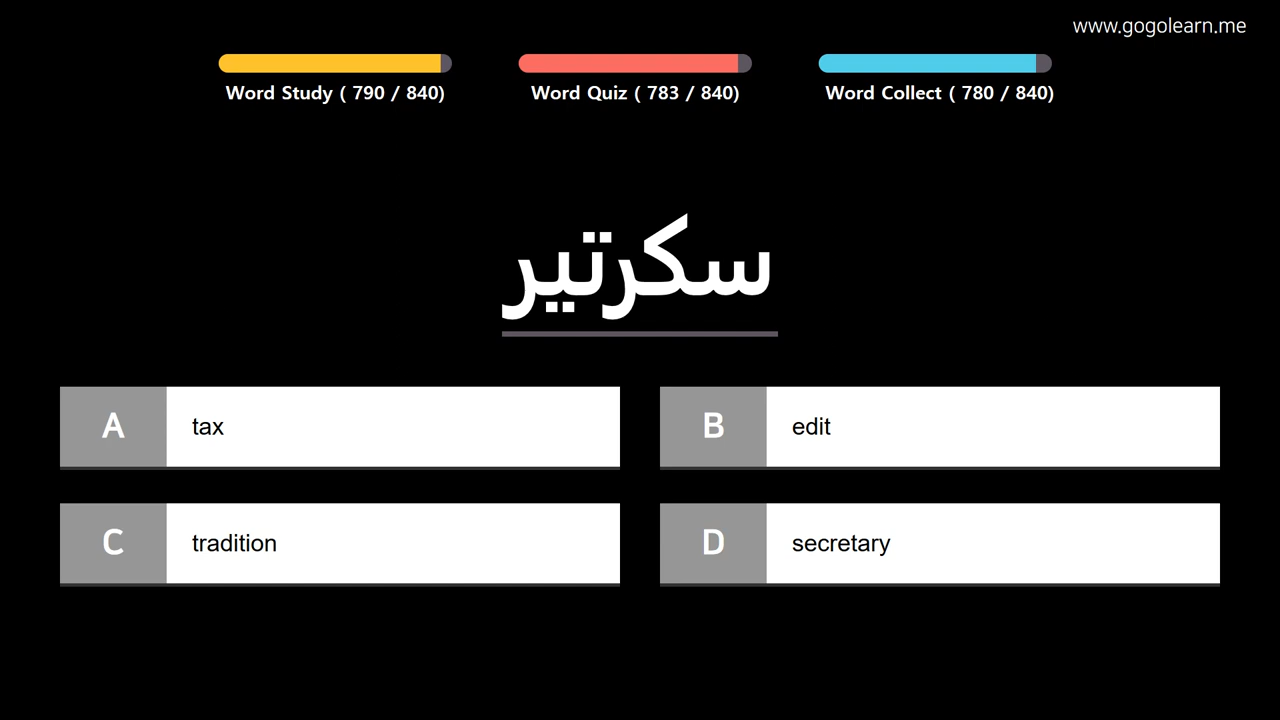 www.gogolearn.me
Word Study ( 790 / 840)
Word Quiz ( 783 / 840)
Word Collect ( 780 / 840)
سکرتیر
A tax
B edit
C tradition
D secretary